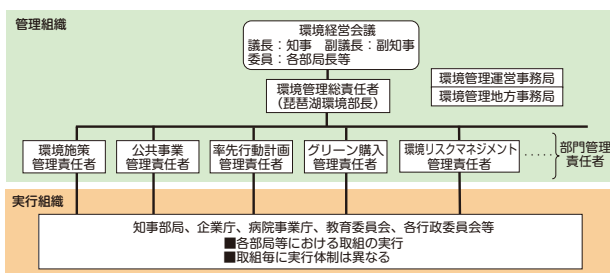 管理組織
環境経営会議
議長：知事　副議長：副知事
委員：各部局長等
環境管理総責任者
（琵琶湖環境部長）
環境管理運営事務局
環境管理地方事務局
環境施策
管理責任者
公共事業
管理責任者
率先行動計画
管理責任者
グリーン購入
管理責任者
環境リスクマネジメント
管理責任者
……
部門管理
責任者
実行組織
知事部局、企業庁、病院事業庁、教育委員会、各行政委員会等
■各部局等における取組の実行
■取組毎に実行体制は異なる